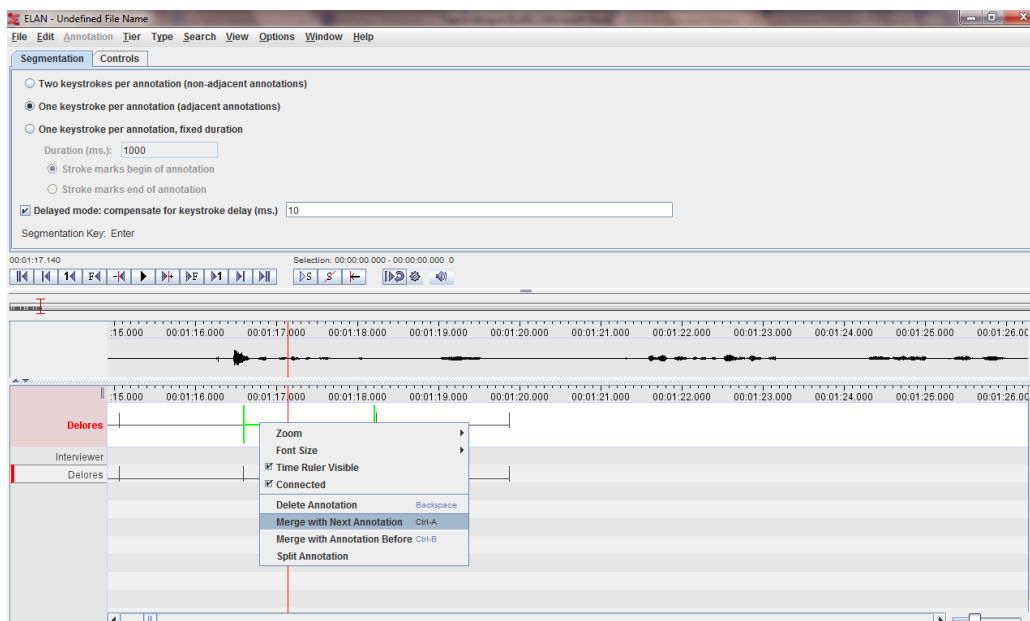 ELAN - Undefined File Name
File Edit Annotation Tier Type Search View Options Window Help
Segmentation Controls
Two keystrokes per annotation (non-adjacent annotations)
One keystroke per annotation (adjacent annotations)
One keystroke per annotation, fixed duration
Duration (ms.): 1000
Stroke marks begin of annotation
Stroke marks end of annotation
Delayed mode: compensate for keystroke delay (ms.) 10
Segmentation Key: Enter
00:01:17.140 Selection: 00:00:00.000 - 00:00:00.000 0
1 F F 1 S S
:15.000 00:01:16.000 00:01:17.000 00:01:18.000 00:01:19.000 00:01:20.000 00:01:21.000 00:01:22.000 00:01:23.000 00:01:24.000 00:01:25.000 00:01:26.00
:15.000 00:01:16.000 00:01:17.000 00:01:18.000 00:01:19.000 00:01:20.000 00:01:21.000 00:01:22.000 00:01:23.000 00:01:24.000 00:01:25.000 00:01:26.00
Delores
Interviewer
Delores
Zoom
Font Size
Time Ruler Visible
Connected
Delete Annotation Backspace
Merge with Next Annotation Ctrl-A
Merge with Annotation Before Ctrl-B
Split Annotation